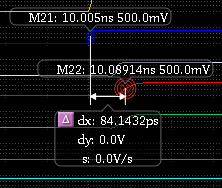 M21: 10.005ns 500.0mV
M22: 10.08914ns 500.0mV
Δ dx: 84.1432ps
dy: 0.0V
s: 0.0V/s